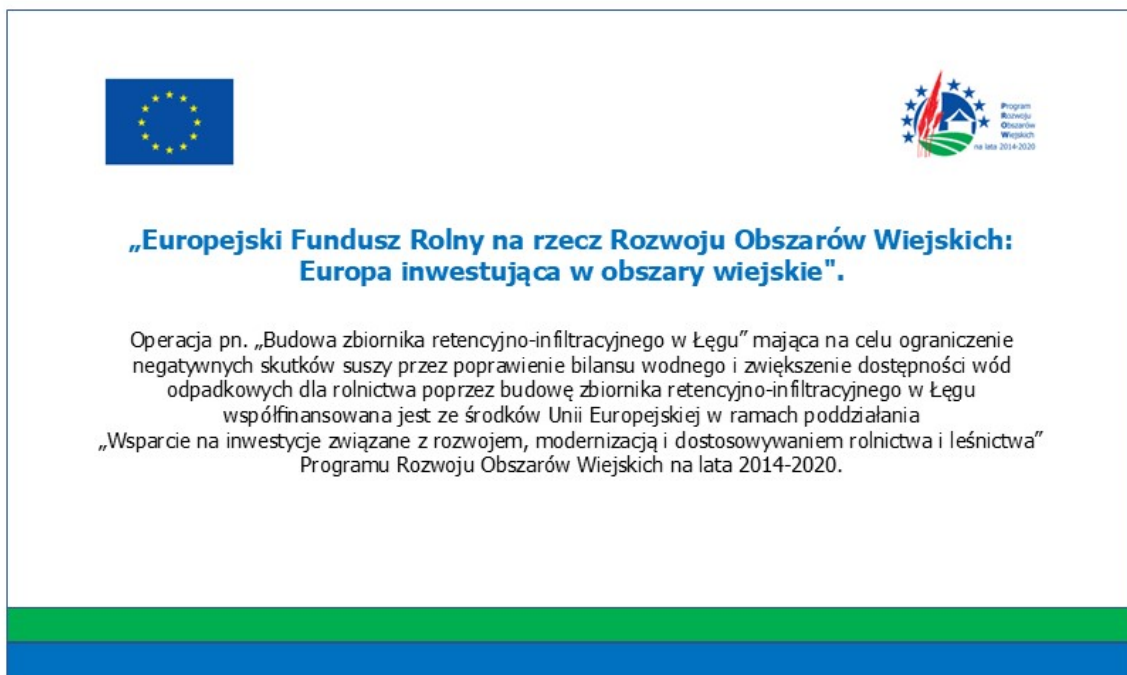 Program
Rozwoju
Obszarów
Wiejskich
na lata 2014-2020
„Europejski Fundusz Rolny na rzecz Rozwoju Obszarów Wiejskich:
Europa inwestująca w obszary wiejskie".
Operacja pn. „Budowa zbiornika retencyjno-infiltracyjnego w Łęgu” mająca na celu ograniczenie
negatywnych skutków suszy przez poprawienie bilansu wodnego i zwiększenie dostępności wód
odpadkowych dla rolnictwa poprzez budowę zbiornika retencyjno-infiltracyjnego w Łęgu
współfinansowana jest ze środków Unii Europejskiej w ramach poddziałania
„Wsparcie na inwestycje związane z rozwojem, modernizacją i dostosowywaniem rolnictwa i leśnictwa”
Programu Rozwoju Obszarów Wiejskich na lata 2014-2020.